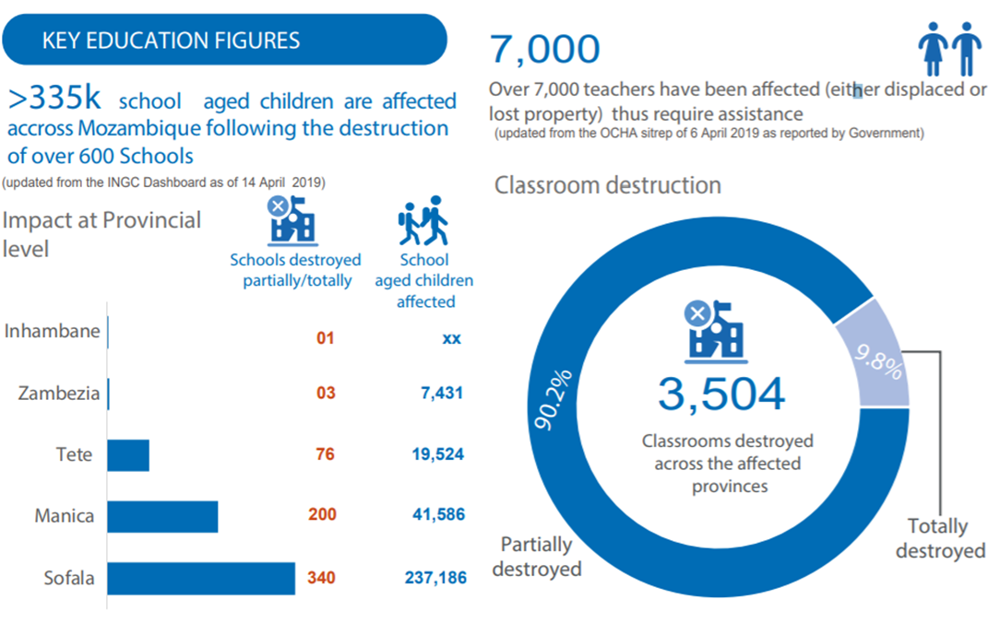 KEY EDUCATION FIGURES
>335k school aged children are affected
accross Mozambique following the destruction
of over 600 Schools
(updated from the INGC Dashboard as of 14 April 2019)
Impact at Provincial
level
Schools destroyed
partially/totally
School
aged children
affected
Inhambane 01 xx
Zambezia 03 7,431
Tete 76 19,524
Manica 200 41,586
Sofala 340 237,186
7,000
Over 7,000 teachers have been affected (either displaced or
lost property) thus require assistance
(updated from the OCHA sitrep of 6 April 2019 as reported by Government)
Classroom destruction
9.8%
90.2%
3,504
Classrooms destroyed
across the affected
provinces
Partially
destroyed
Totally
destroyed